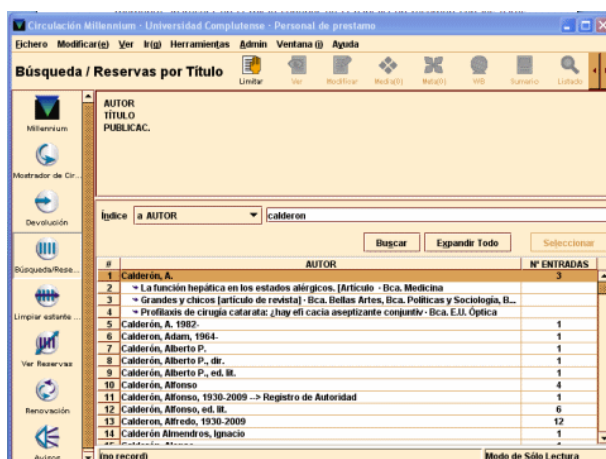 Circulación Millennium - Universidad Complutense - Personal de prestamo
Fichero Modificar(e) Ver Ir(g) Herramientas Admin Ventana (j) Ayuda
Búsqueda / Reservas por Título
Limitar Ver Modificar Sumario Listado
AUTOR
TÍTULO
PUBLICAC.
Millennium
Mostrador de Cir...
Devolución
Búsqueda/Rese...
Limpiar estante ...
Ver Reservas
Renovación
Avisos
Índice a AUTOR calderon
Buscar Expandir Todo Seleccionar
# AUTOR Nº ENTRADAS
1 Calderón, A. 3
2 La función hepática en los estados alérgicos. [Artículo - Bca. Medicina
3 Grandes y chicos [artículo de revista] - Bca. Bellas Artes, Bca. Políticas y Sociología, B...
4 Profilaxis de cirugía catarata: ¿hay efi cacia aseptizante conjuntiv - Bca. E.U. Óptica
5 Calderón, A. 1982- 1
6 Calderon, Adam, 1964- 1
7 Calderón, Alberto P. 1
8 Calderón, Alberto P., dir. 1
9 Calderón, Alberto P., ed. lit. 1
10 Calderón, Alfonso 4
11 Calderón, Alfonso, 1930-2009 --> Registro de Autoridad 1
12 Calderón, Alfonso, ed. lit. 6
13 Calderon, Alfredo, 1930-2009 12
14 Calderón Almendros, Ignacio 1
(no record) Modo de Sólo Lectura